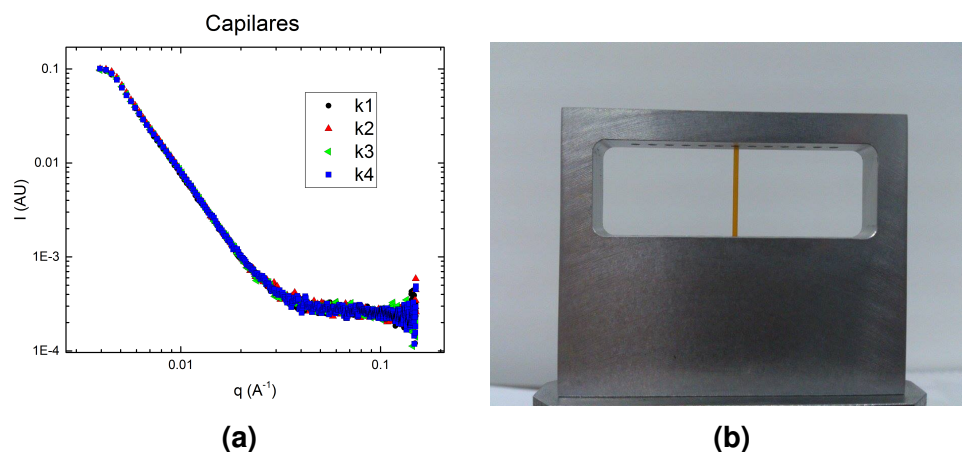 Capilares
0.1
0.01
1E-3
1E-4
I (AU)
k1
k2
k3
k4
0.01
0.1
q (A⁻¹)
(a)
(b)